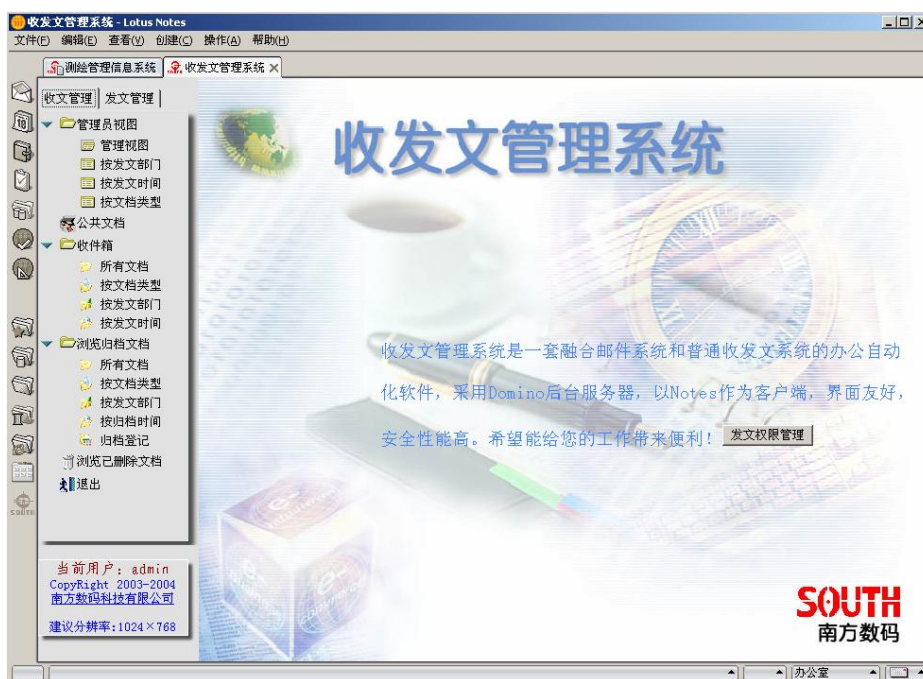 收发文管理系统 - Lotus Notes
文件(F) 编辑(E) 查看(V) 创建(C) 操作(A) 帮助(H)
测绘管理信息系统 收发文管理系统
收文管理 发文管理
管理员视图
管理视图
按发文部门
按发文时间
按文档类型
公共文档
收件箱
所有文档
按文档类型
按发文部门
按发文时间
浏览归档文档
所有文档
按文档类型
按发文部门
按归档时间
归档登记
浏览已删除文档
退出
当前用户: admin
CopyRight 2003-2004
南方数码科技有限公司
建议分辨率:1024×768
收发文管理系统
收发文管理系统是一套融合邮件系统和普通收发文系统的办公自动
化软件，采用Domino后台服务器，以Notes作为客户端，界面友好，
安全性能高。希望能给您的工作带来便利！ 发文权限管理
SOUTH
南方数码
办公室